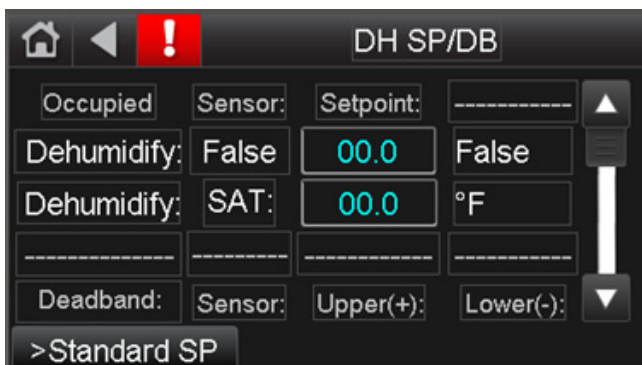 DH SP/DB
Occupied Sensor: Setpoint: -----------
Dehumidify: False 00.0 False
Dehumidify: SAT: 00.0 °F
-------------- --------- ------------ -----------
Deadband: Sensor: Upper(+): Lower(-):
>Standard SP